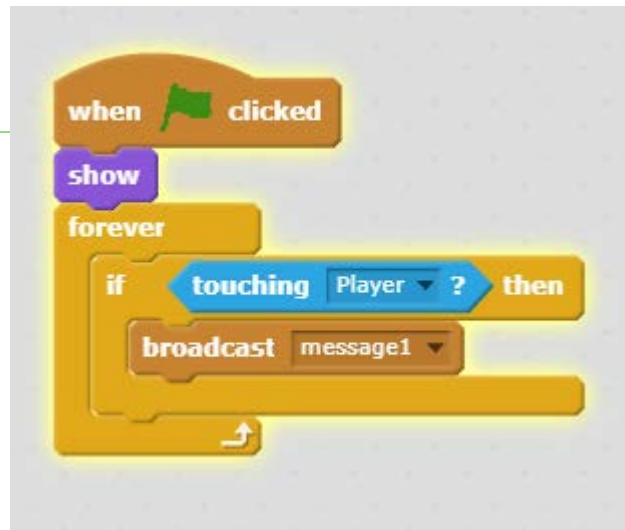 when clicked
show
forever
if touching Player ? then
broadcast message1